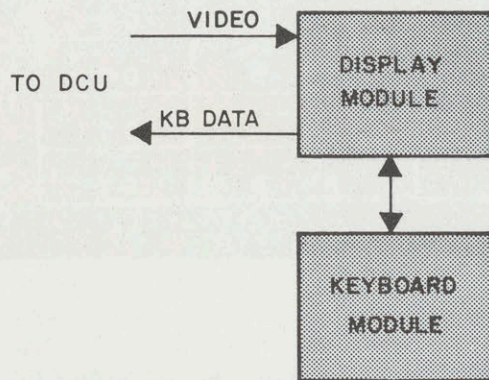 VIDEO
TO DCU
KB DATA
DISPLAY
MODULE
KEYBOARD
MODULE